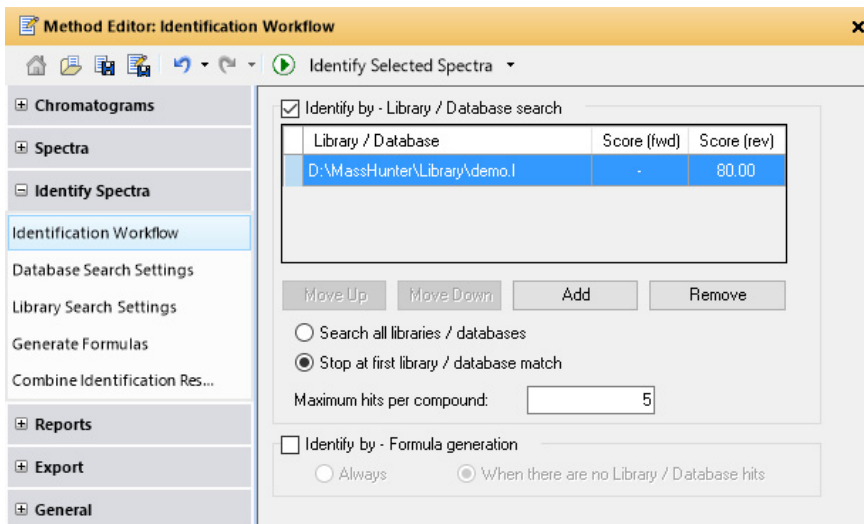 Method Editor: Identification Workflow
Identify Selected Spectra
Chromatograms
Spectra
Identify Spectra
Identification Workflow
Database Search Settings
Library Search Settings
Generate Formulas
Combine Identification Res...
Reports
Export
General
Identify by - Library / Database search
Library / Database Score (fwd) Score (rev)
D:\MassHunter\Library\demo.l - 80.00
Move Up Move Down Add Remove
Search all libraries / databases
Stop at first library / database match
Maximum hits per compound: 5
Identify by - Formula generation
Always When there are no Library / Database hits